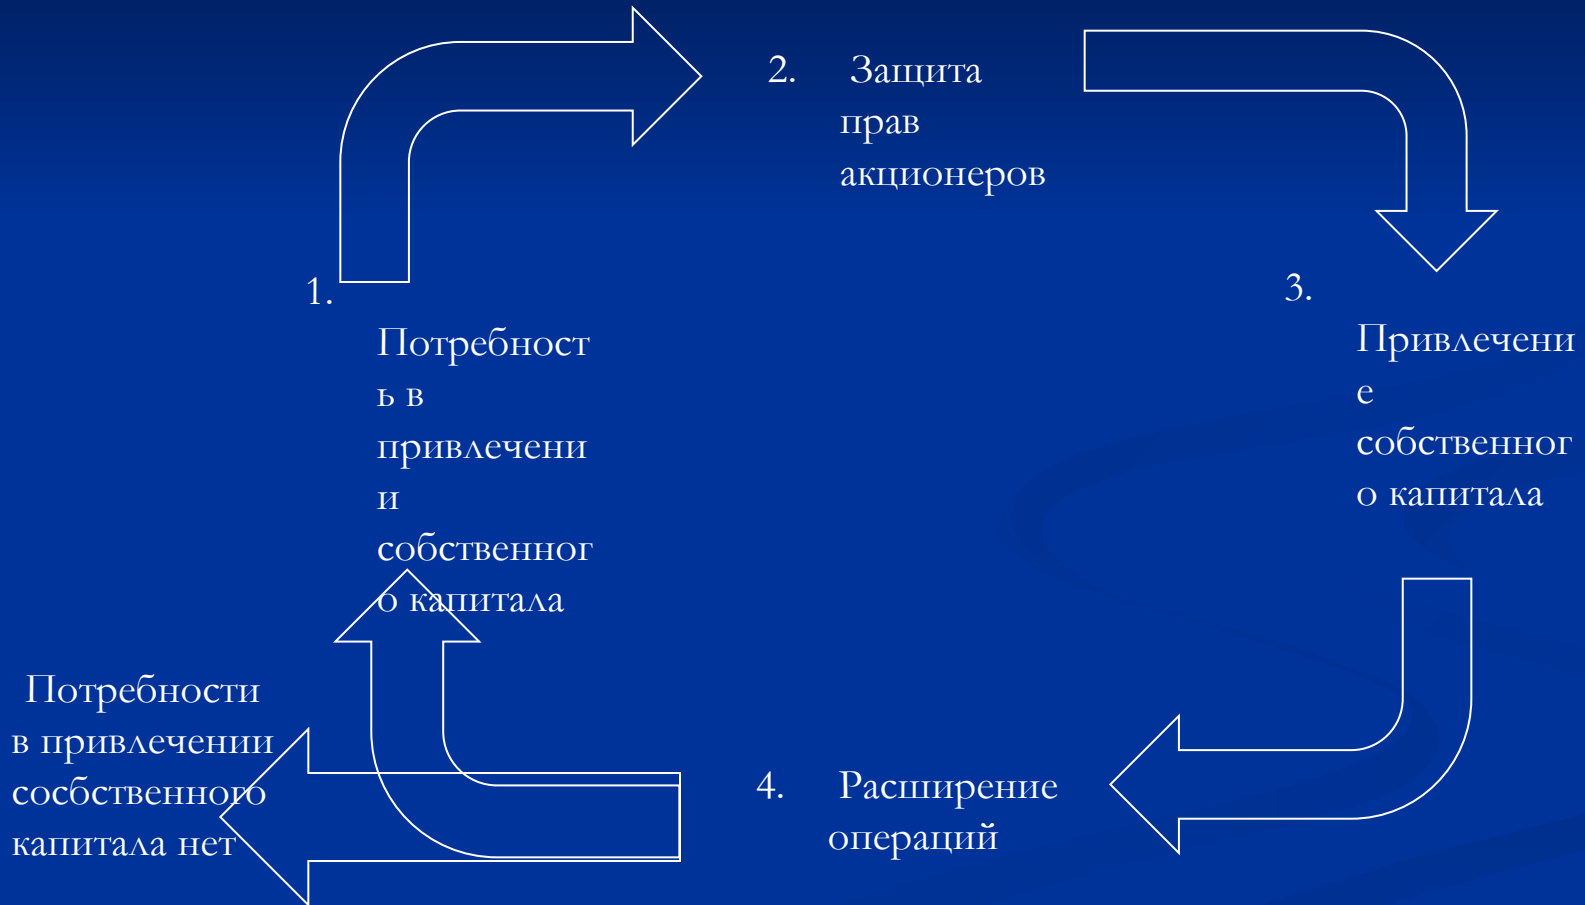 1.
Потребност
ь в
привлечени
и
собственног
о капитала
2. Защита
прав
акционеров
3.
Привлечени
е
собственног
о капитала
4. Расширение
операций
Потребности
в привлечении
сосбственного
капитала нет